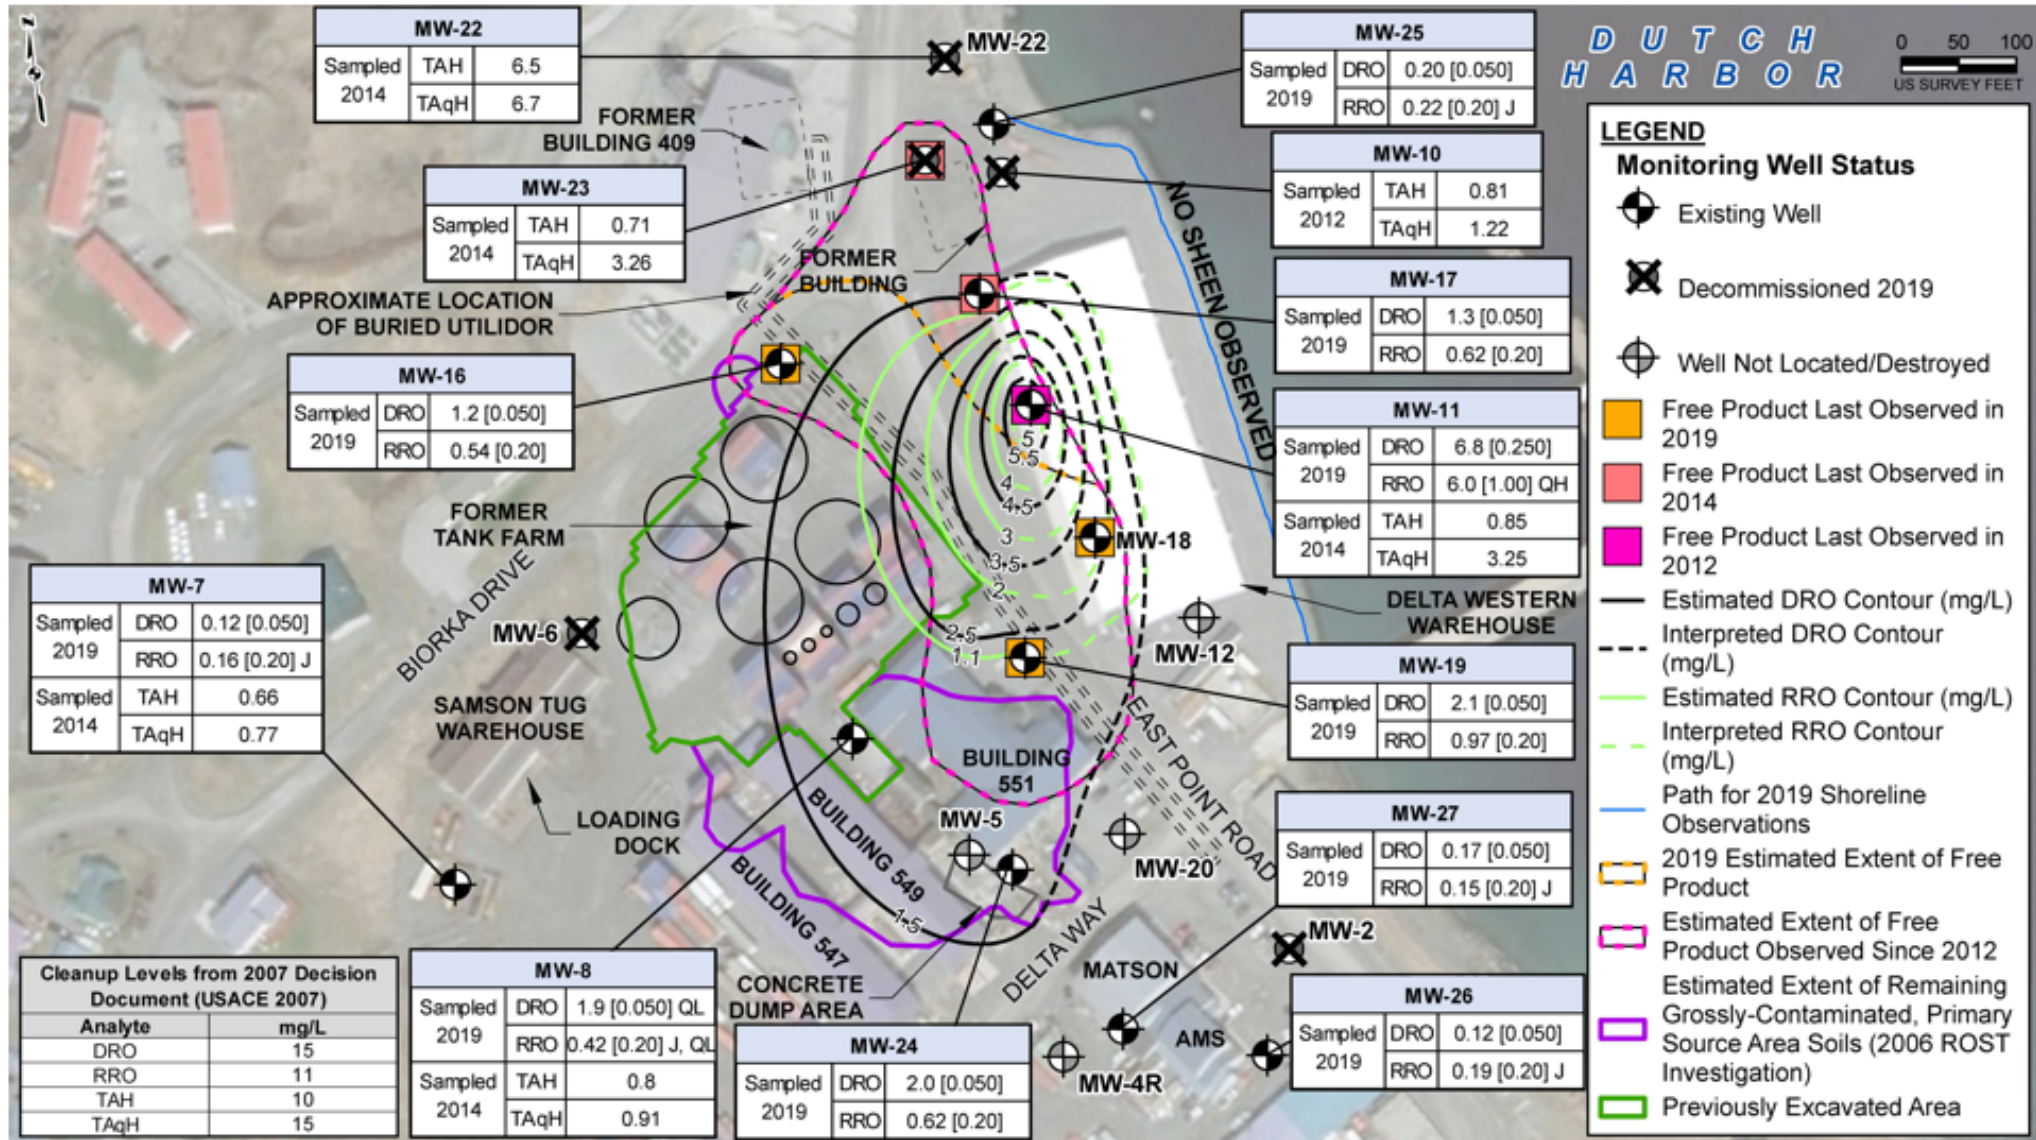 MW-22
Sampled 2014
TAH 6.5
TAqH 6.7
MW-22
MW-25
Sampled 2019
DRO 0.20 [0.050]
RRO 0.22 [0.20] J
DUTCH
HARBOR
0 50 100
US SURVEY FEET
FORMER
BUILDING 409
MW-10
Sampled 2012
TAH 0.81
TAqH 1.22
MW-23
Sampled 2014
TAH 0.71
TAqH 3.26
NO SHEEN OBSERVED
FORMER
BUILDING
APPROXIMATE LOCATION
OF BURIED UTILIDOR
MW-17
Sampled 2019
DRO 1.3 [0.050]
RRO 0.62 [0.20]
MW-16
Sampled 2019
DRO 1.2 [0.050]
RRO 0.54 [0.20]
MW-11
Sampled 2019
DRO 6.8 [0.250]
RRO 6.0 [1.00] QH
Sampled 2014
TAH 0.85
TAqH 3.25
5
5.5
4
4.5
3
3.5
2
2.5
1.1
1.5
FORMER
TANK FARM
MW-18
DELTA WESTERN
WAREHOUSE
MW-7
Sampled 2019
DRO 0.12 [0.050]
RRO 0.16 [0.20] J
Sampled 2014
TAH 0.66
TAqH 0.77
BIORKA DRIVE
MW-6
MW-12
MW-19
Sampled 2019
DRO 2.1 [0.050]
RRO 0.97 [0.20]
SAMSON TUG
WAREHOUSE
EAST POINT ROAD
BUILDING
551
LOADING
DOCK
BUILDING 549
BUILDING 547
MW-5
MW-20
MW-27
Sampled 2019
DRO 0.17 [0.050]
RRO 0.15 [0.20] J
DELTA WAY
MW-2
CONCRETE
DUMP AREA
MATSON
AMS
MW-4R
MW-26
Sampled 2019
DRO 0.12 [0.050]
RRO 0.19 [0.20] J
MW-8
Sampled 2019
DRO 1.9 [0.050] QL
RRO 0.42 [0.20] J, QL
Sampled 2014
TAH 0.8
TAqH 0.91
MW-24
Sampled 2019
DRO 2.0 [0.050]
RRO 0.62 [0.20]
Cleanup Levels from 2007 Decision
Document (USACE 2007)
Analyte mg/L
DRO 15
RRO 11
TAH 10
TAqH 15
LEGEND
Monitoring Well Status
Existing Well
Decommissioned 2019
Well Not Located/Destroyed
Free Product Last Observed in
2019
Free Product Last Observed in
2014
Free Product Last Observed in
2012
Estimated DRO Contour (mg/L)
Interpreted DRO Contour
(mg/L)
Estimated RRO Contour (mg/L)
Interpreted RRO Contour
(mg/L)
Path for 2019 Shoreline
Observations
2019 Estimated Extent of Free
Product
Estimated Extent of Free
Product Observed Since 2012
Estimated Extent of Remaining
Grossly-Contaminated, Primary
Source Area Soils (2006 ROST
Investigation)
Previously Excavated Area